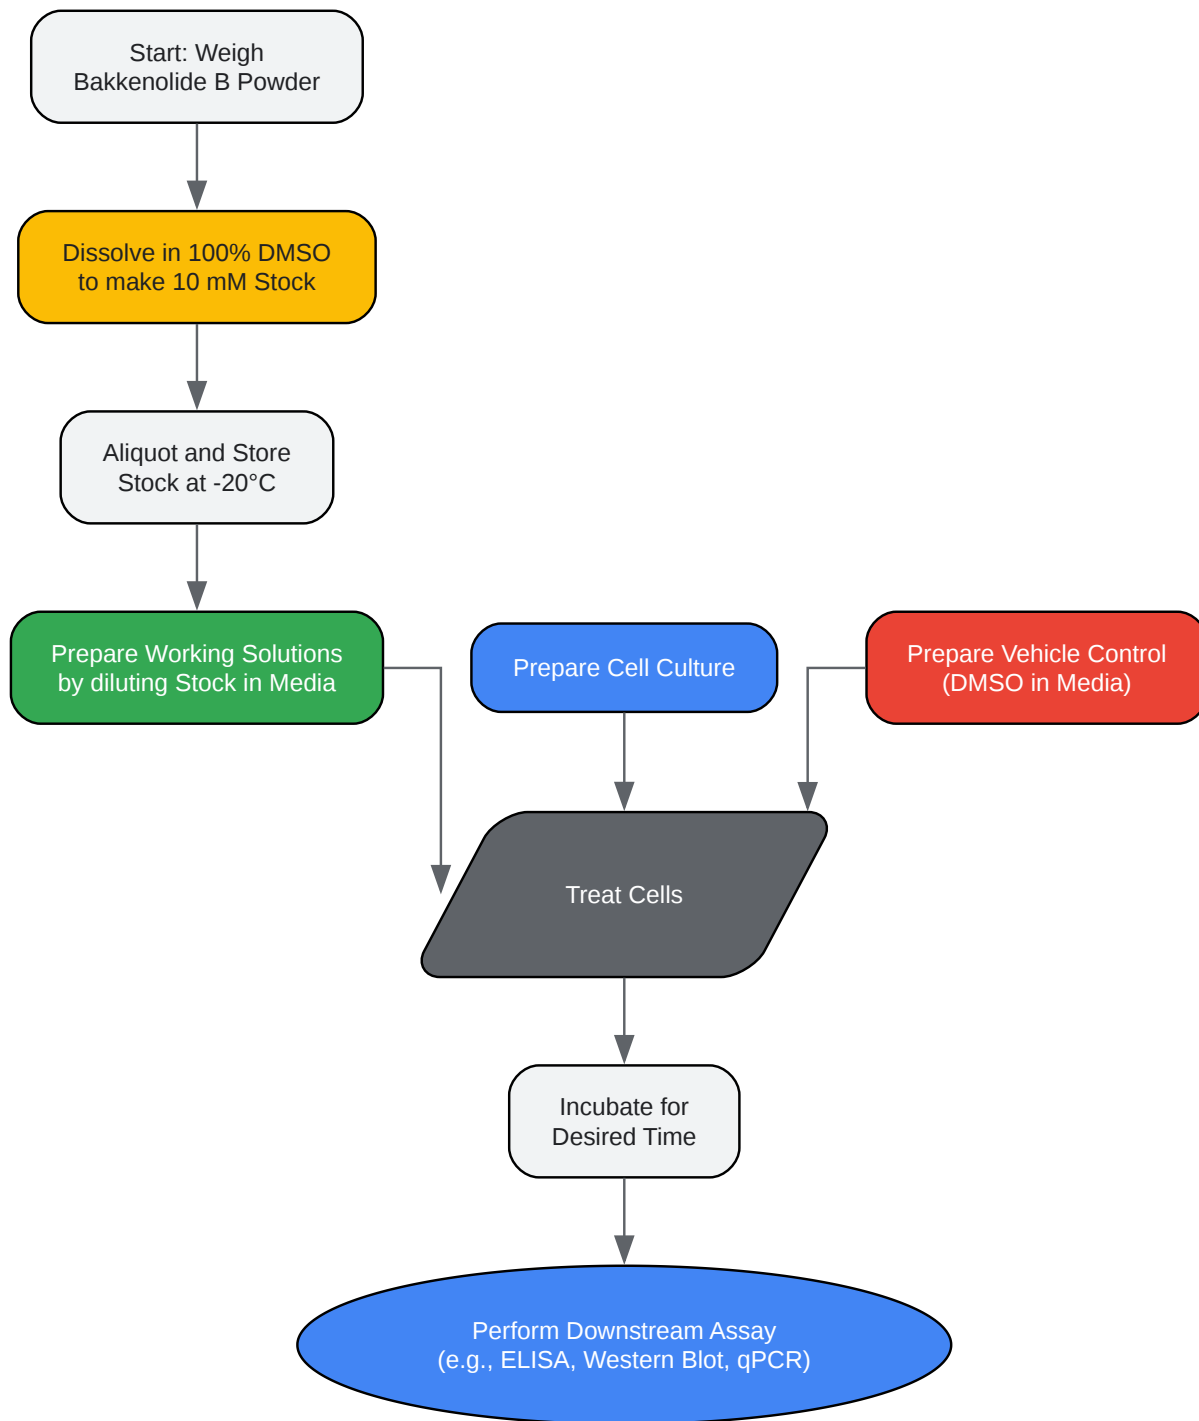 Start: Weigh
Bakkenolide B Powder
Dissolve in 100% DMSO
to make 10 mM Stock
Aliquot and Store
Stock at -20°C
Prepare Working Solutions
by diluting Stock in Media
Prepare Cell Culture
Prepare Vehicle Control
(DMSO in Media)
Treat Cells
Incubate for
Desired Time
Perform Downstream Assay
(e.g., ELISA, Western Blot, qPCR)